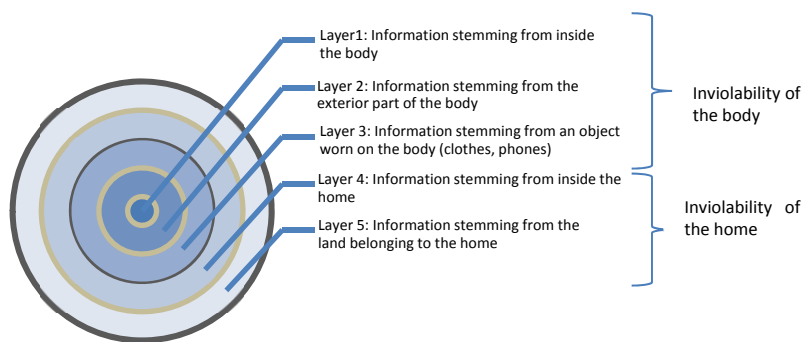 Layer1: Information stemming from inside
the body
Layer 2: Information stemming from the
exterior part of the body
Layer 3: Information stemming from an object
worn on the body (clothes, phones)
Layer 4: Information stemming from inside the
home
Layer 5: Information stemming from the
land belonging to the home
Inviolability of
the body
Inviolability of
the home